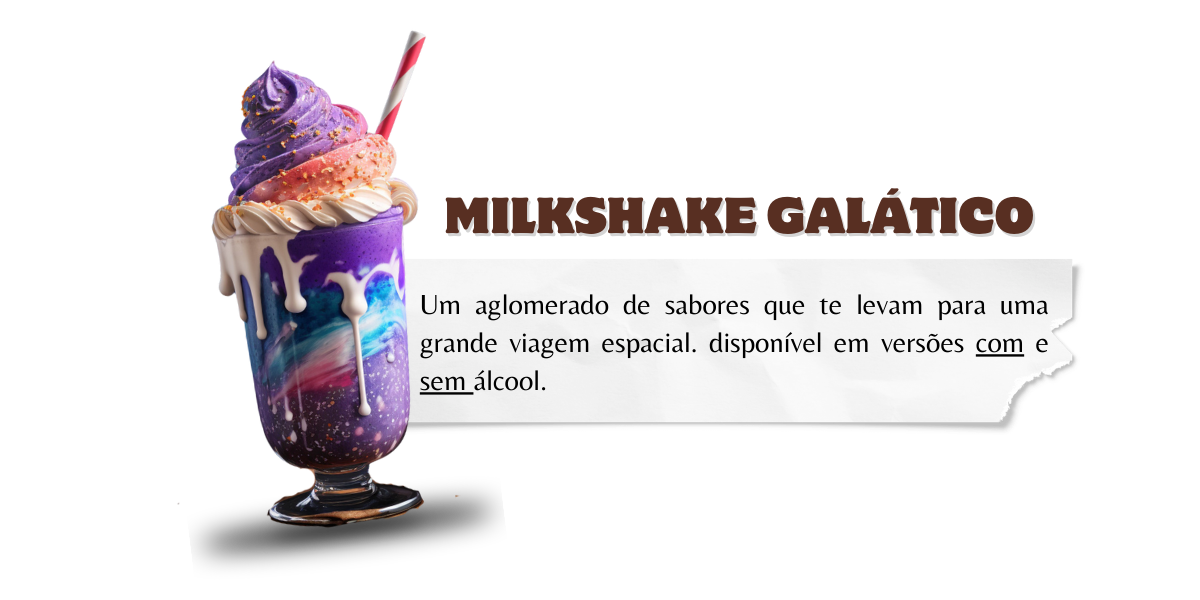 MILKSHAKE GALÁTICO
Um aglomerado de sabores que te levam para uma
grande viagem espacial. disponível em versões com e
sem álcool.